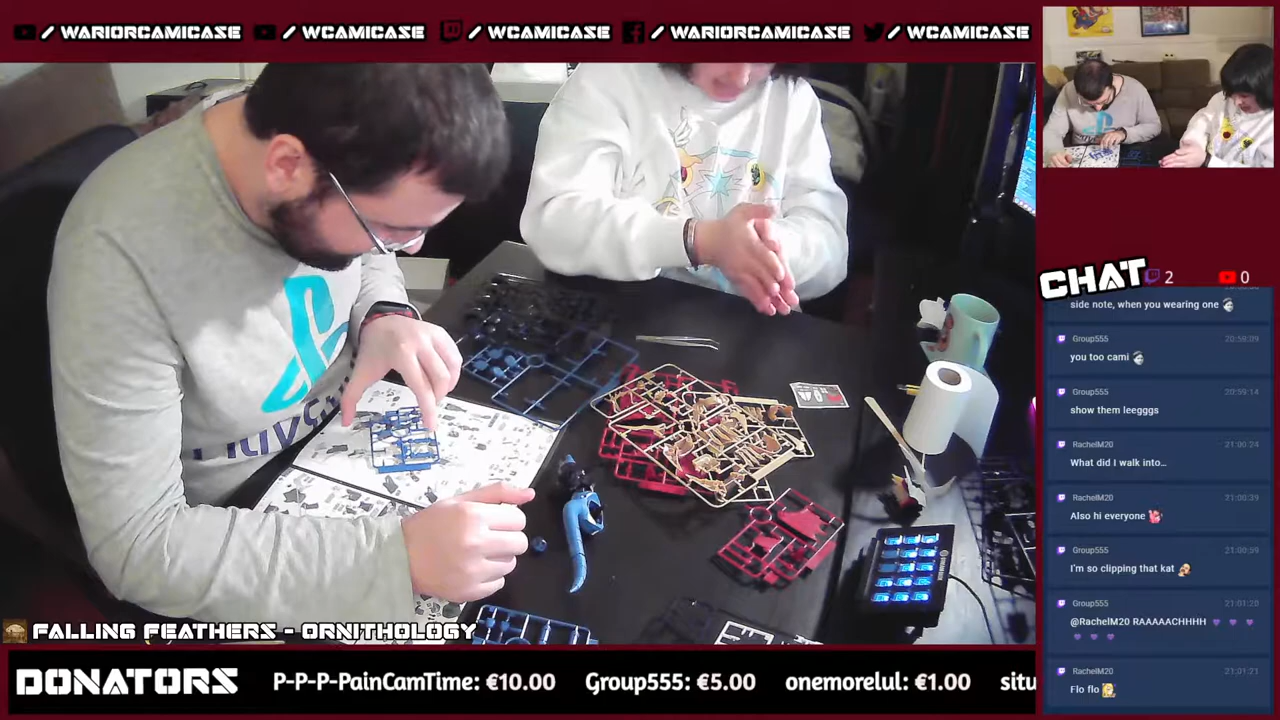 / WARIORCAMICASE / WCAMICASE / WCAMICASE / WARIORCAMICASE / WCAMICASE
CHAT 2 0
side note, when you wearing one
Group555 20:59:09
you too cami
Group555 20:59:14
show them leegggs
RachelM20 21:00:24
What did I walk into...
RachelM20 21:00:39
Also hi everyone
Group555 21:00:59
I'm so clipping that kat
Group555 21:01:20
@RachelM20 RAAAAACHHHH
RachelM20 21:01:21
Flo flo
FALLING FEATHERS - ORNITHOLOGY
DONATORS P-P-P-PainCamTime: €10.00 Group555: €5.00 onemorelul: €1.00 situ